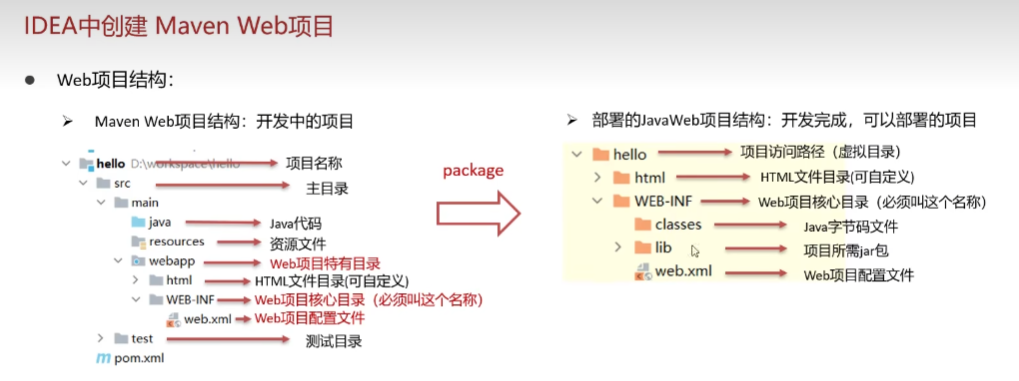 IDEA中创建 Maven Web项目
Web项目结构：
Maven Web项目结构：开发中的项目
hello D:\workspace\hello 项目名称
src 主目录
main
java Java代码
resources 资源文件
webapp Web项目特有目录
html HTML文件目录(可自定义)
WEB-INF Web项目核心目录（必须叫这个名称）
web.xml Web项目配置文件
test 测试目录
pom.xml
package
部署的JavaWeb项目结构：开发完成，可以部署的项目
hello 项目访问路径（虚拟目录）
html HTML文件目录(可自定义)
WEB-INF Web项目核心目录（必须叫这个名称）
classes Java字节码文件
lib 项目所需jar包
web.xml Web项目配置文件